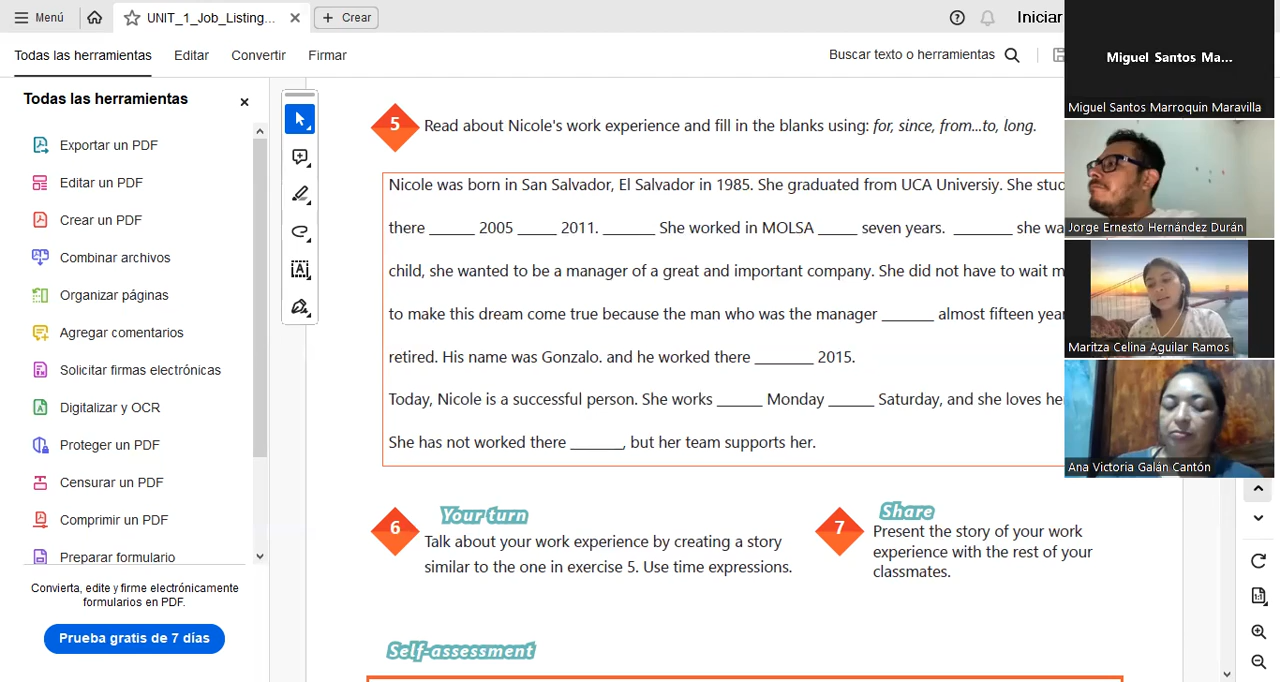 Menú
UNIT_1_Job_Listing...
Crear
Iniciar
Todas las herramientas
Editar
Convertir
Firmar
Buscar texto o herramientas
Todas las herramientas
Exportar un PDF
Editar un PDF
Crear un PDF
Combinar archivos
Organizar páginas
Agregar comentarios
Solicitar firmas electrónicas
Digitalizar y OCR
Proteger un PDF
Censurar un PDF
Comprimir un PDF
Preparar formulario
Convierta, edite y firme electrónicamente
formularios en PDF.
Prueba gratis de 7 días
5 Read about Nicole's work experience and fill in the blanks using: for, since, from...to, long.
Nicole was born in San Salvador, El Salvador in 1985. She graduated from UCA Universiy. She stud
there _____ 2005 _____ 2011. ______ She worked in MOLSA _____ seven years. ______ she wa
child, she wanted to be a manager of a great and important company. She did not have to wait m
to make this dream come true because the man who was the manager ______ almost fifteen year
retired. His name was Gonzalo. and he worked there ______ 2015.
Today, Nicole is a successful person. She works _____ Monday _____ Saturday, and she loves he
She has not worked there ______, but her team supports her.
6 Your turn
Talk about your work experience by creating a story
similar to the one in exercise 5. Use time expressions.
7 Share
Present the story of your work
experience with the rest of your
classmates.
Self-assessment
Miguel Santos Ma...
Miguel Santos Marroquin Maravilla
Jorge Ernesto Hernández Durán
Maritza Celina Aguilar Ramos
Ana Victoria Galán Cantón
1:1